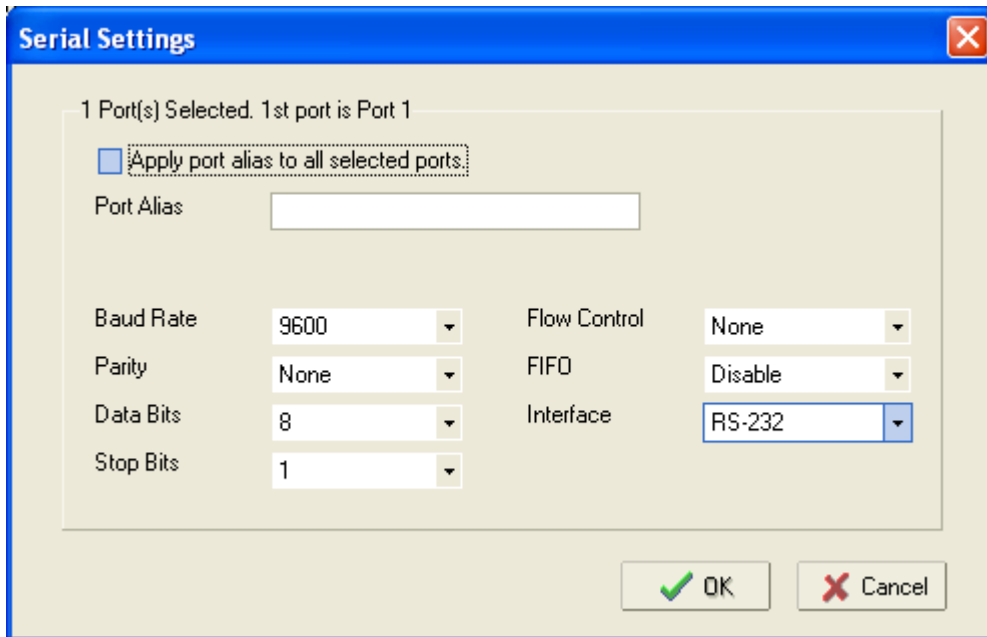 Serial Settings
1 Port(s) Selected. 1st port is Port 1
Apply port alias to all selected ports.
Port Alias
Baud Rate 9600 Flow Control None
Parity None FIFO Disable
Data Bits 8 Interface RS-232
Stop Bits 1
OK Cancel